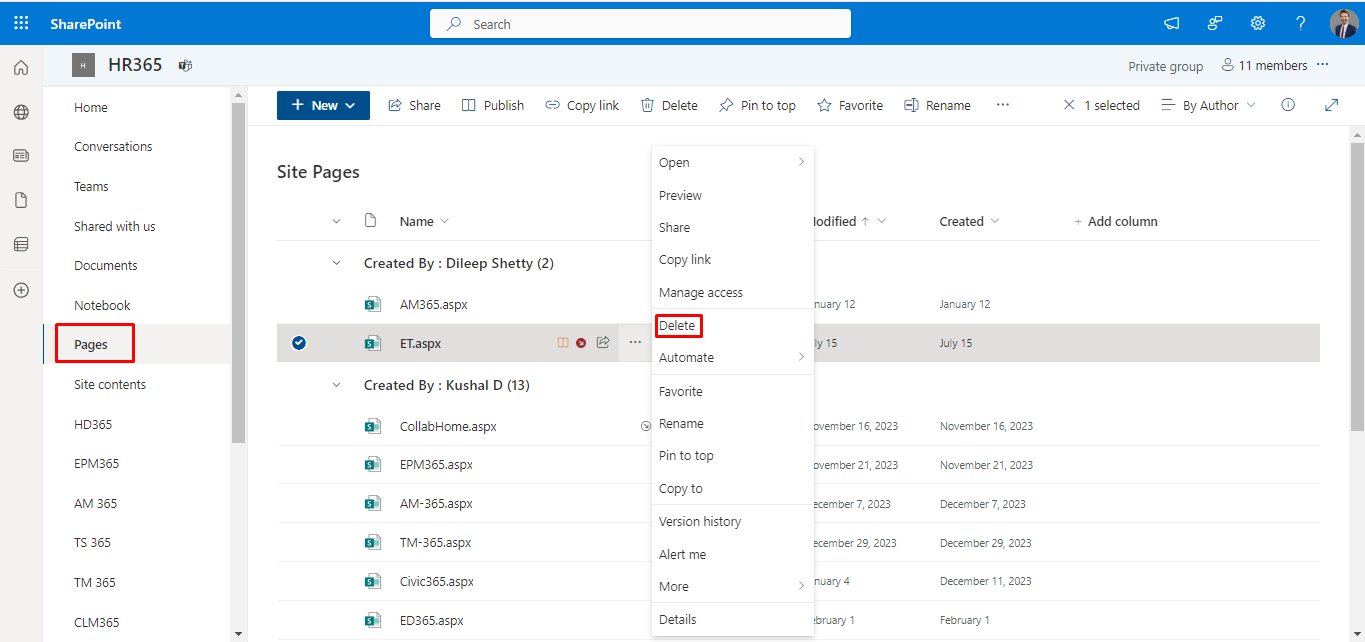 SharePoint
Search
?
H
HR365
Private group
11 members
Home
Conversations
Teams
Shared with us
Documents
Notebook
Pages
Site contents
HD365
EPM365
AM 365
TS 365
TM 365
CLM365
+ New
Share
Publish
Copy link
Delete
Pin to top
Favorite
Rename
...
1 selected
By Author
Site Pages
Name
Modified
Created
+ Add column
Created By : Dileep Shetty (2)
AM365.aspx
nuary 12
January 12
ET.aspx
...
ly 15
July 15
Created By : Kushal D (13)
CollabHome.aspx
ovember 16, 2023
November 16, 2023
EPM365.aspx
ovember 21, 2023
November 21, 2023
AM-365.aspx
ecember 7, 2023
December 7, 2023
TM-365.aspx
ecember 29, 2023
December 29, 2023
Civic365.aspx
nuary 4
December 11, 2023
ED365.aspx
ebruary 1
February 1
Open
Preview
Share
Copy link
Manage access
Delete
Automate
Favorite
Rename
Pin to top
Copy to
Version history
Alert me
More
Details